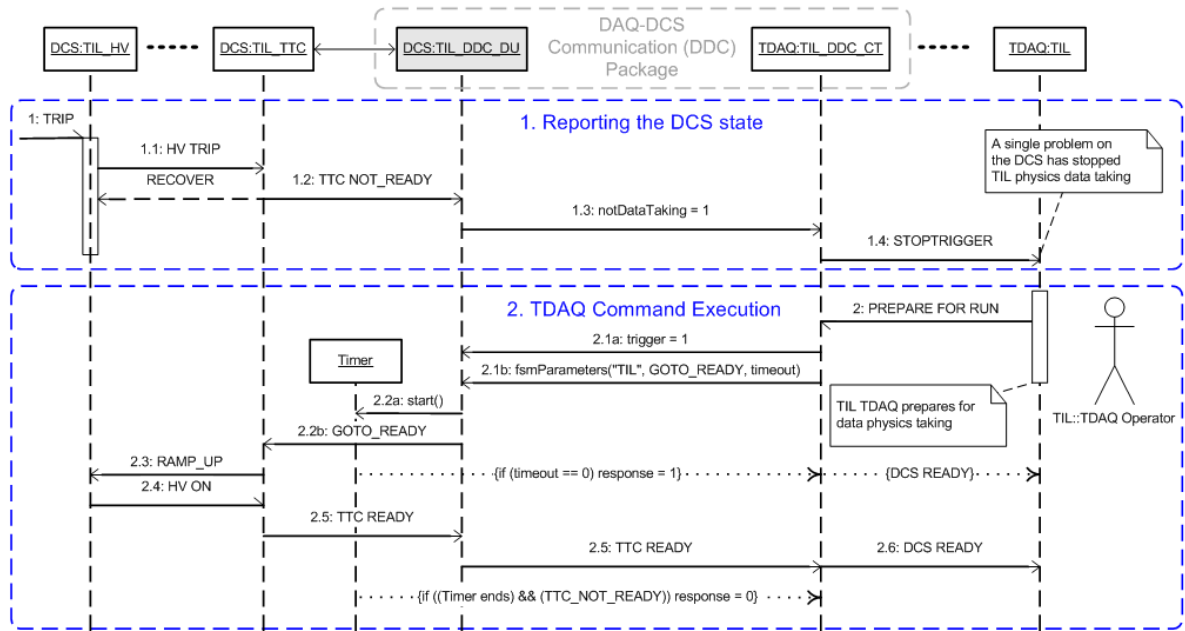 DAQ-DCS
Communication (DDC)
Package
DCS:TIL_HV
DCS:TIL_TTC
DCS:TIL_DDC_DU
TDAQ:TIL_DDC_CT
TDAQ:TIL
1. Reporting the DCS state
1: TRIP
1.1: HV TRIP
RECOVER
1.2: TTC NOT_READY
1.3: notDataTaking = 1
1.4: STOPTRIGGER
A single problem on
the DCS has stopped
TIL physics data taking
2. TDAQ Command Execution
2: PREPARE FOR RUN
2.1a: trigger = 1
Timer
2.1b: fsmParameters("TIL", GOTO_READY, timeout)
2.2a: start()
TIL TDAQ prepares for
data physics taking
TIL::TDAQ Operator
2.2b: GOTO_READY
2.3: RAMP_UP
{if (timeout == 0) response = 1}
{DCS READY}
2.4: HV ON
2.5: TTC READY
2.5: TTC READY
2.6: DCS READY
{if ((Timer ends) && (TTC_NOT_READY)) response = 0}